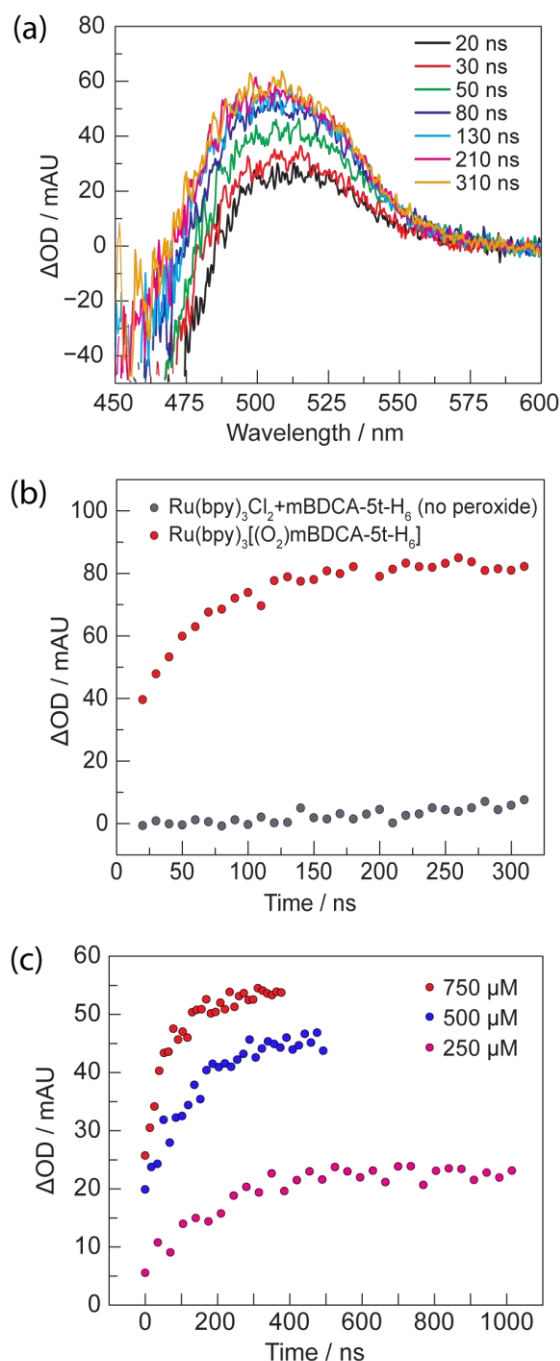 (a)
80
60
40
20
0
−20
−40
ΔOD / mAU
20 ns
30 ns
50 ns
80 ns
130 ns
210 ns
310 ns
450 475 500 525 550 575 600
Wavelength / nm
(b)
100
80
60
40
20
0
ΔOD / mAU
Ru(bpy)₃Cl₂+mBDCA-5t-H₆ (no peroxide)
Ru(bpy)₃[(O₂)mBDCA-5t-H₆]
0 50 100 150 200 250 300
Time / ns
(c)
60
50
40
30
20
10
0
ΔOD / mAU
750 µM
500 µM
250 µM
0 200 400 600 800 1000
Time / ns